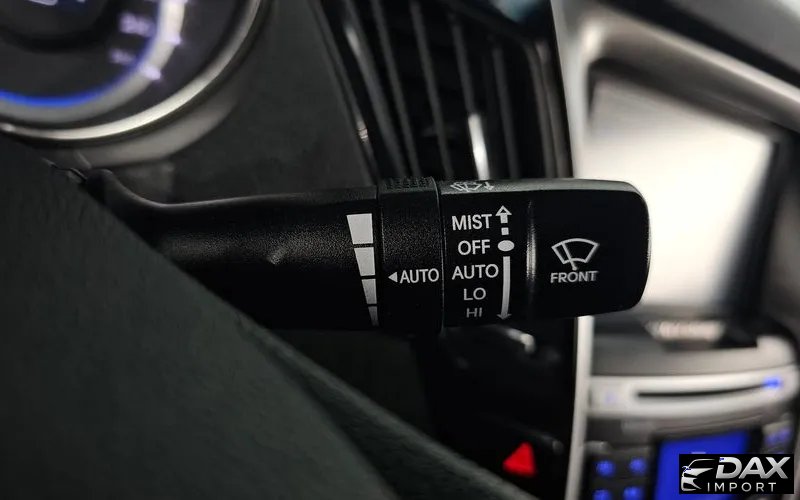 MIST
OFF
AUTO
AUTO
LO
HI
FRONT
DAX
IMPORT